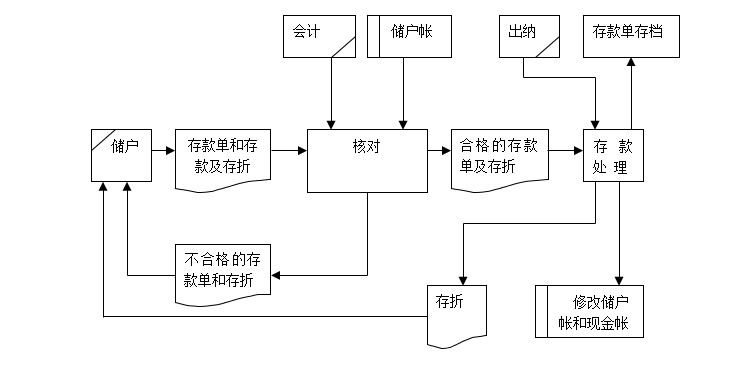 会计
储户帐
出纳
存款单存档
储户
存款单和存
款及存折
核对
合格的存款
单及存折
存 款
处 理
不合格的存
款单和存折
存折
修改储户
帐和现金帐